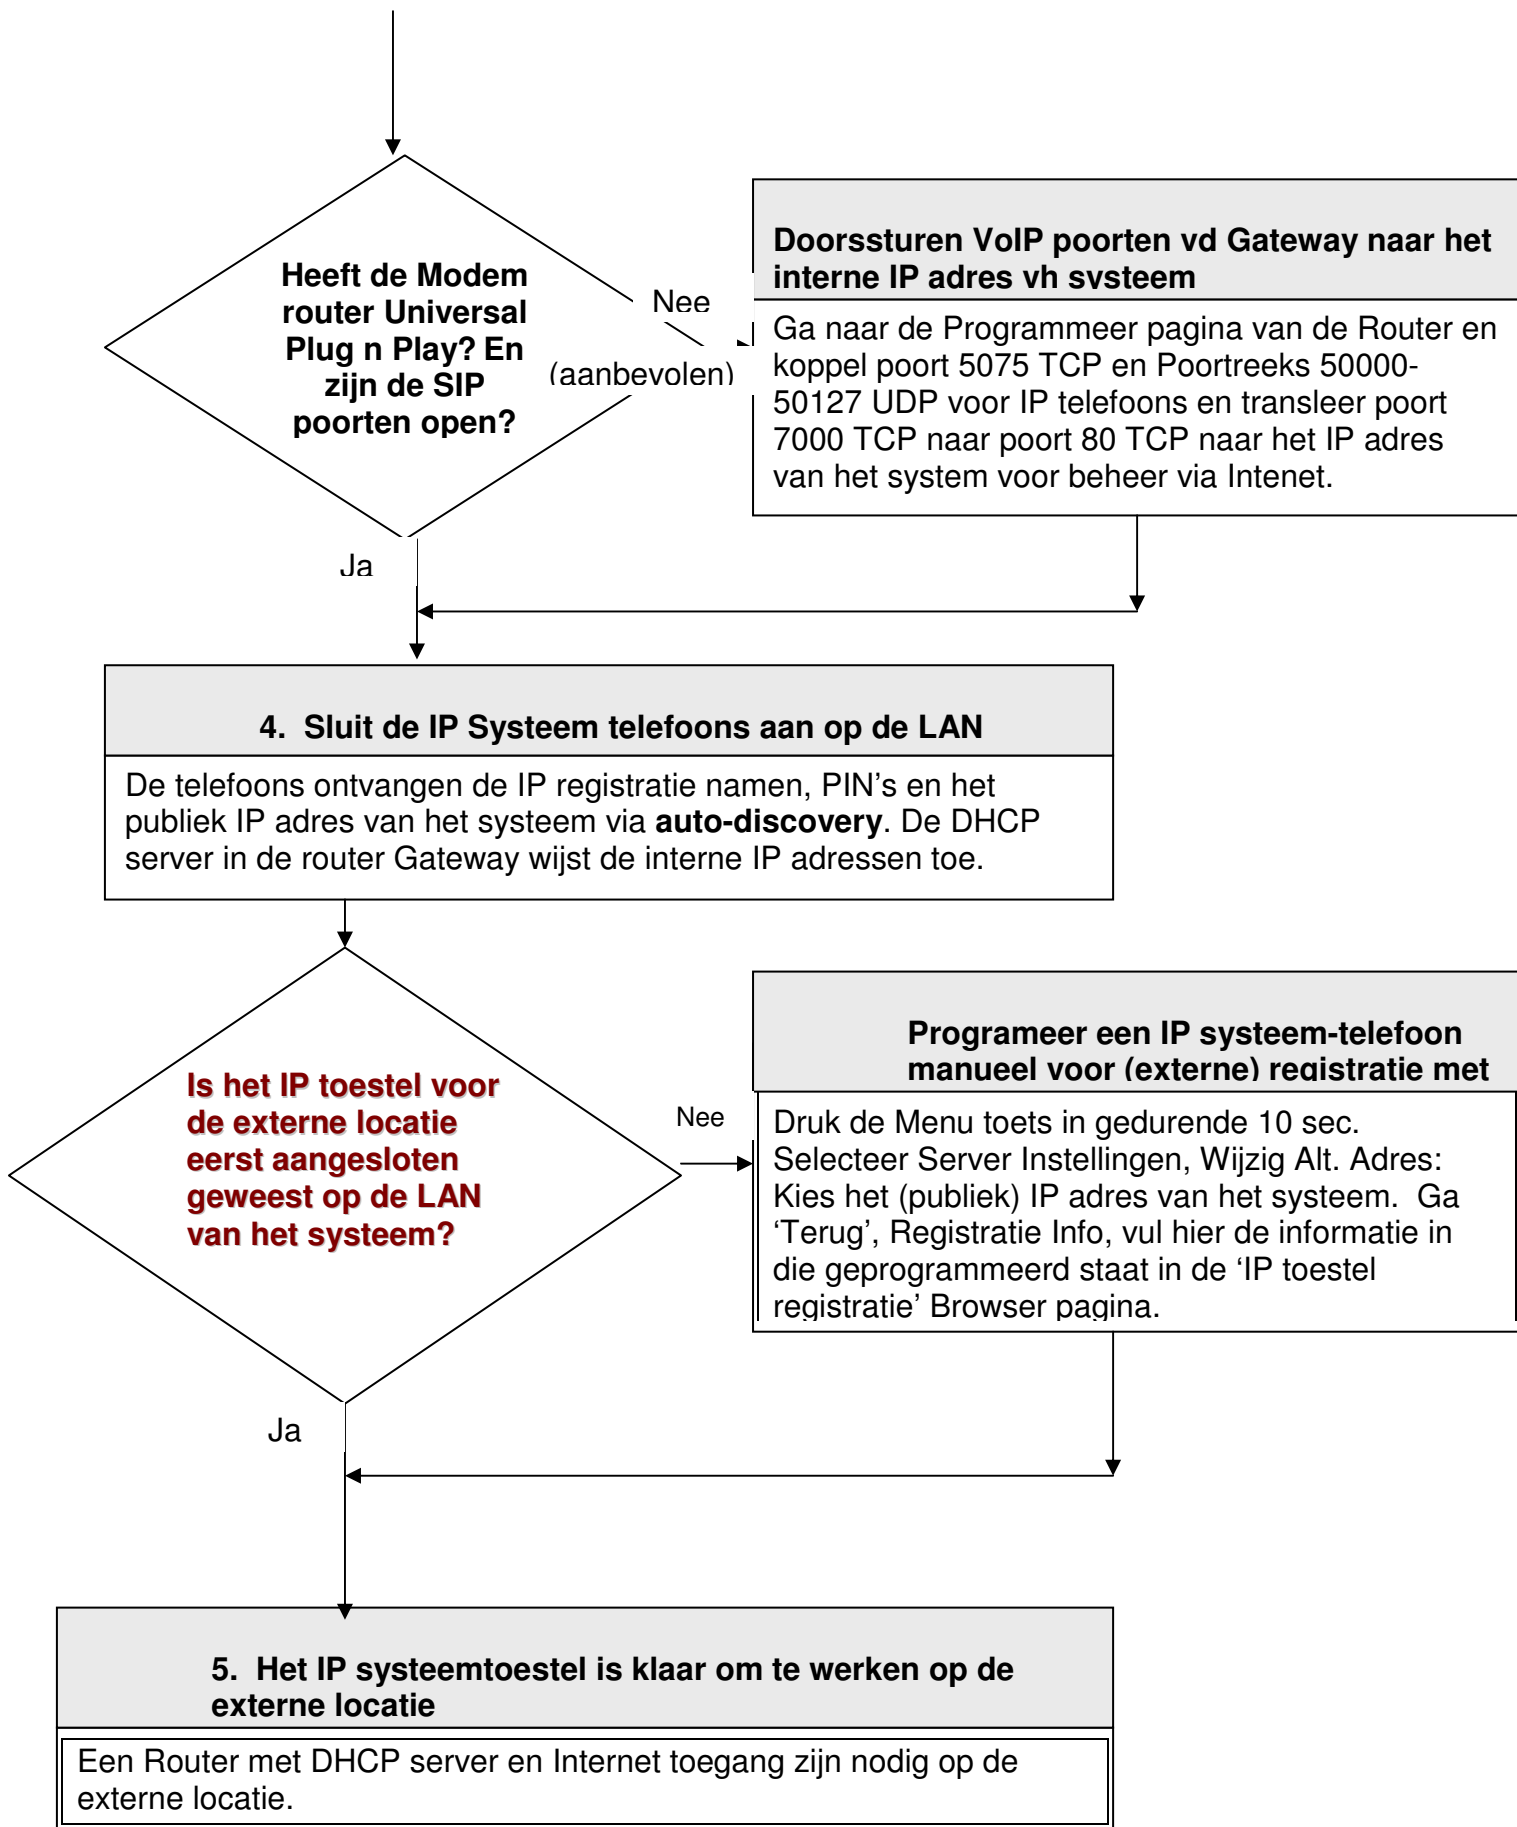 Heeft de Modem
router Universal
Plug n Play? En
zijn de SIP
poorten open?
Nee
(aanbevolen)
Doorssturen VoIP poorten vd Gateway naar het
interne IP adres vh systeem
Ga naar de Programmeer pagina van de Router en
koppel poort 5075 TCP en Poortreeks 50000-
50127 UDP voor IP telefoons en transleer poort
7000 TCP naar poort 80 TCP naar het IP adres
van het system voor beheer via Intenet.
Ja
4. Sluit de IP Systeem telefoons aan op de LAN
De telefoons ontvangen de IP registratie namen, PIN's en het
publiek IP adres van het systeem via auto-discovery. De DHCP
server in de router Gateway wijst de interne IP adressen toe.
Is het IP toestel voor
de externe locatie
eerst aangesloten
geweest op de LAN
van het systeem?
Nee
Programeer een IP systeem-telefoon
manueel voor (externe) registratie met
Druk de Menu toets in gedurende 10 sec.
Selecteer Server Instellingen, Wijzig Alt. Adres:
Kies het (publiek) IP adres van het systeem.  Ga
‘Terug’, Registratie Info, vul hier de informatie in
die geprogrammeerd staat in de ‘IP toestel
registratie’ Browser pagina.
Ja
5. Het IP systeemtoestel is klaar om te werken op de
externe locatie
Een Router met DHCP server en Internet toegang zijn nodig op de
externe locatie.